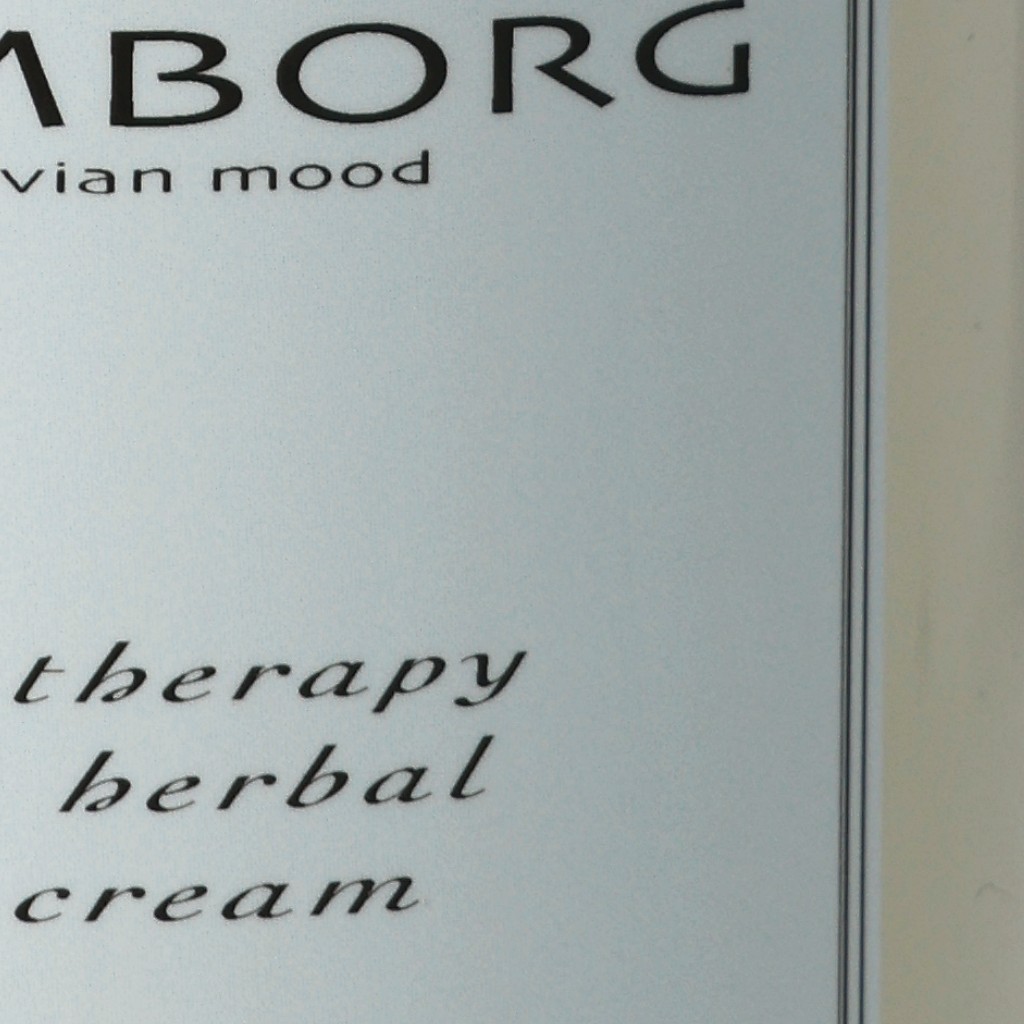 MBORG
vian mood
therapy
herbal
cream